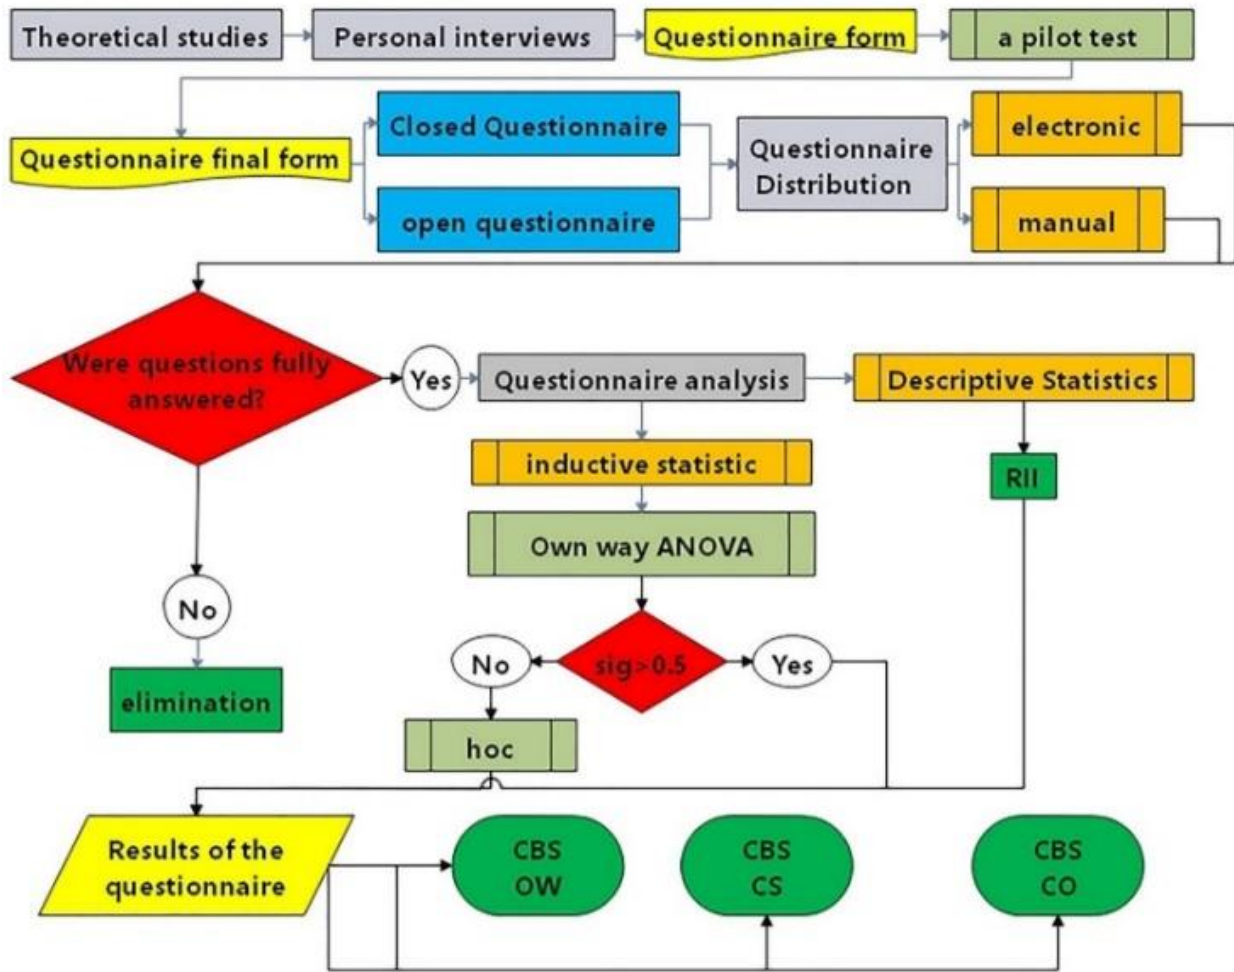 Theoretical studies
Personal interviews
Questionnaire form
a pilot test
Questionnaire final form
Closed Questionnaire
open questionnaire
Questionnaire
Distribution
electronic
manual
Were questions fully
answered?
Yes
Questionnaire analysis
Descriptive Statistics
inductive statistic
RII
Own way ANOVA
No
elimination
sig>0.5
No
Yes
hoc
Results of the
questionnaire
CBS
OW
CBS
CS
CBS
CO